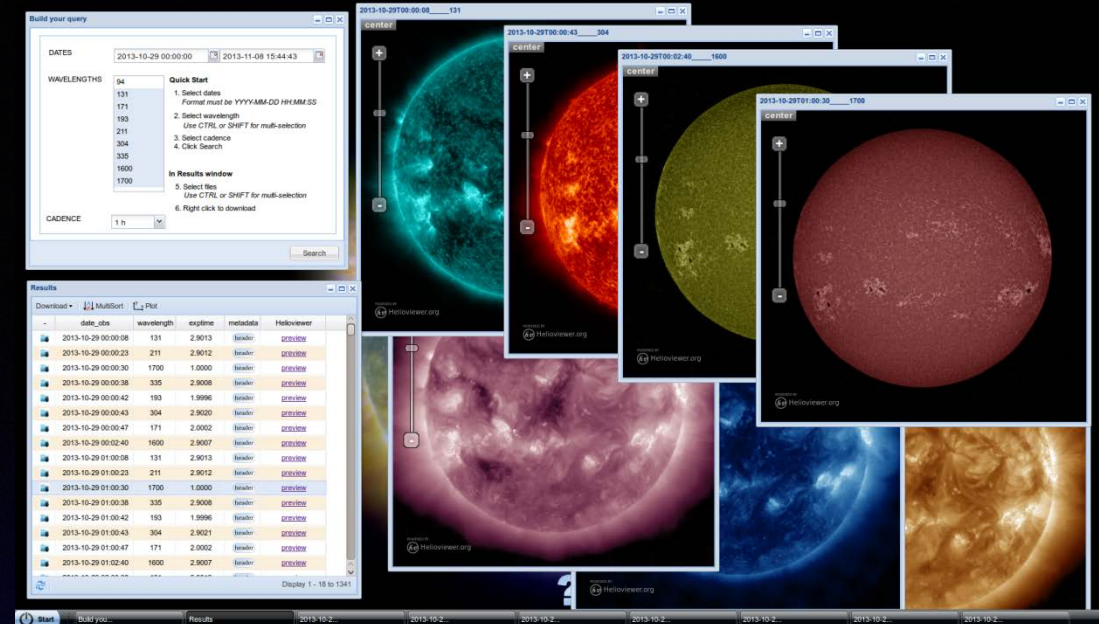 Build your query
DATES
2013-10-29 00:00:00
2013-11-08 15:44:43
WAVELENGTHS
94
131
171
193
211
304
335
1600
1700
Quick Start
1. Select dates
Format must be YYYY-MM-DD HH:MM:SS
2. Select wavelength
Use CTRL or SHIFT for multi-selection
3. Select cadence
4. Click Search
In Results window
5. Select files
Use CTRL or SHIFT for multi-selection
6. Right click to download
CADENCE
1 h
Search
2013-10-29T00:00:08_____131
center
+
-
POWERED BY
Helioviewer.org
2013-10-29T00:00:43_____304
center
+
-
POWERED BY
Helioviewer.org
2013-10-29T00:02:40_____1600
center
+
-
POWERED BY
Helioviewer.org
2013-10-29T01:00:30_____1700
center
+
-
POWERED BY
Helioviewer.org
-
POWERED BY
Helioviewer.org
POWERED BY
Helioviewer.org
Results
Download MultiSort Plot
- date_obs wavelength exptime metadata Helioviewer
2013-10-29 00:00:08 131 2.9013 header preview
2013-10-29 00:00:23 211 2.9012 header preview
2013-10-29 00:00:30 1700 1.0000 header preview
2013-10-29 00:00:38 335 2.9008 header preview
2013-10-29 00:00:42 193 1.9996 header preview
2013-10-29 00:00:43 304 2.9020 header preview
2013-10-29 00:00:47 171 2.0002 header preview
2013-10-29 00:02:40 1600 2.9007 header preview
2013-10-29 01:00:08 131 2.9013 header preview
2013-10-29 01:00:23 211 2.9012 header preview
2013-10-29 01:00:30 1700 1.0000 header preview
2013-10-29 01:00:38 335 2.9008 header preview
2013-10-29 01:00:42 193 1.9996 header preview
2013-10-29 01:00:43 304 2.9021 header preview
2013-10-29 01:00:47 171 2.0002 header preview
2013-10-29 01:02:40 1600 2.9007 header preview
Display 1 - 18 to 1341
Start Build you... Results 2013-10-2... 2013-10-2... 2013-10-2... 2013-10-2... 2013-10-2... 2013-10-2... 2013-10-2...